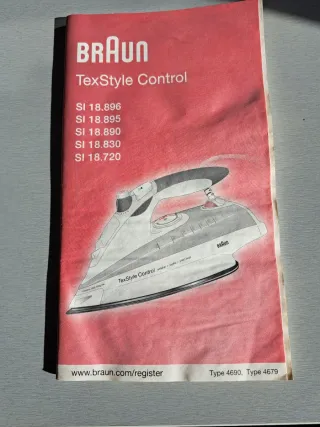 BRAUN
TexStyle Control
SI 18.896
SI 18.895
SI 18.890
SI 18.830
SI 18.720
BRAUN
TexStyle Control
www.braun.com/register
Type 4690, Type 4679